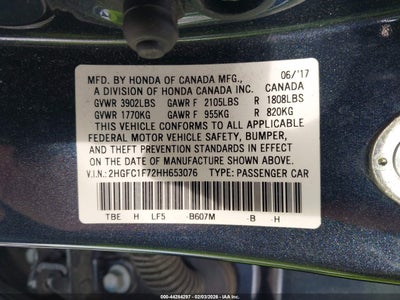 MFD. BY HONDA OF CANADA MFG., 06/'17
A DIVISION OF HONDA CANADA INC. CANADA
GVWR 3902LBS GAWR F 2105LBS R 1808LBS
GVWR 1770KG GAWR F 955KG R 820KG
THIS VEHICLE CONFORMS TO ALL APPLICABLE
FEDERAL MOTOR VEHICLE SAFETY, BUMPER,
AND THEFT PREVENTION STANDARDS IN EFFECT
ON THE DATE OF MANUFACTURE SHOWN ABOVE.
V.I.N.: 2HGFC1F72HH653076 TYPE: PASSENGER CAR
TBE H LF5 -B607M -B -H
000 - 44284297 - 02/03/2026 - © Copyright 2026 IAA, Inc.